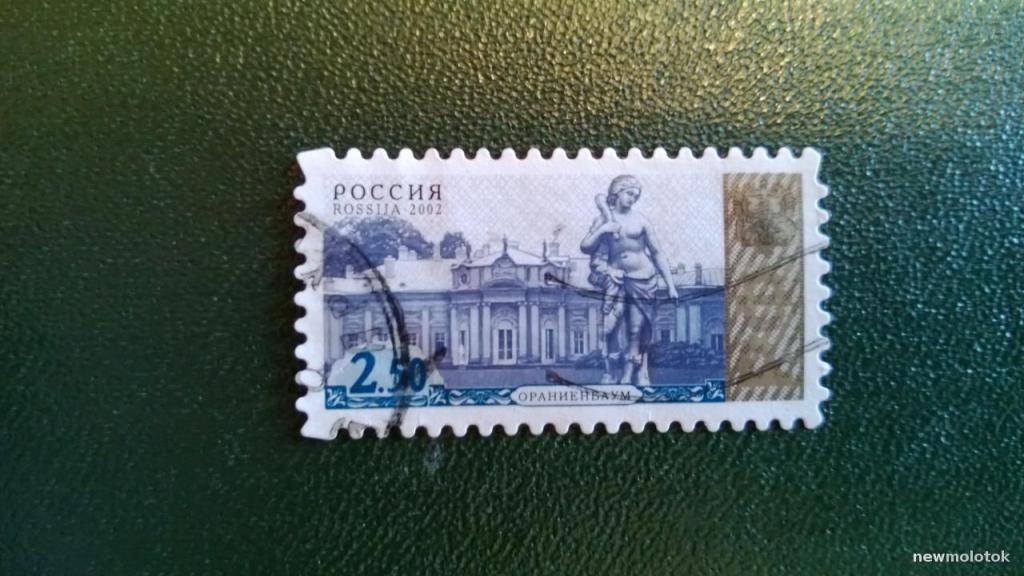 РОССИЯ
ROSSIJA 2002
2.50
ОРАНИЕНБАУМ
newmolotok